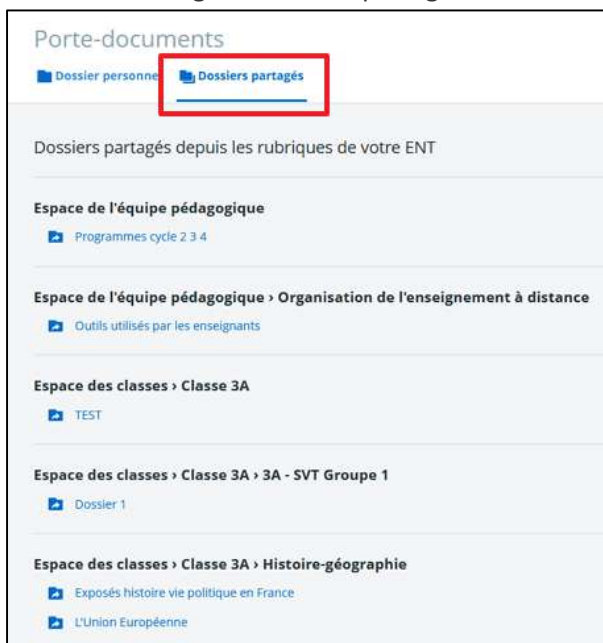 Porte-documents
Dossier personne Dossiers partagés
Dossiers partagés depuis les rubriques de votre ENT
Espace de l'équipe pédagogique
Programmes cycle 2 3 4
Espace de l'équipe pédagogique › Organisation de l'enseignement à distance
Outils utilisés par les enseignants
Espace des classes › Classe 3A
TEST
Espace des classes › Classe 3A › 3A - SVT Groupe 1
Dossier 1
Espace des classes › Classe 3A › Histoire-géographie
Exposés histoire vie politique en France
L'Union Européenne